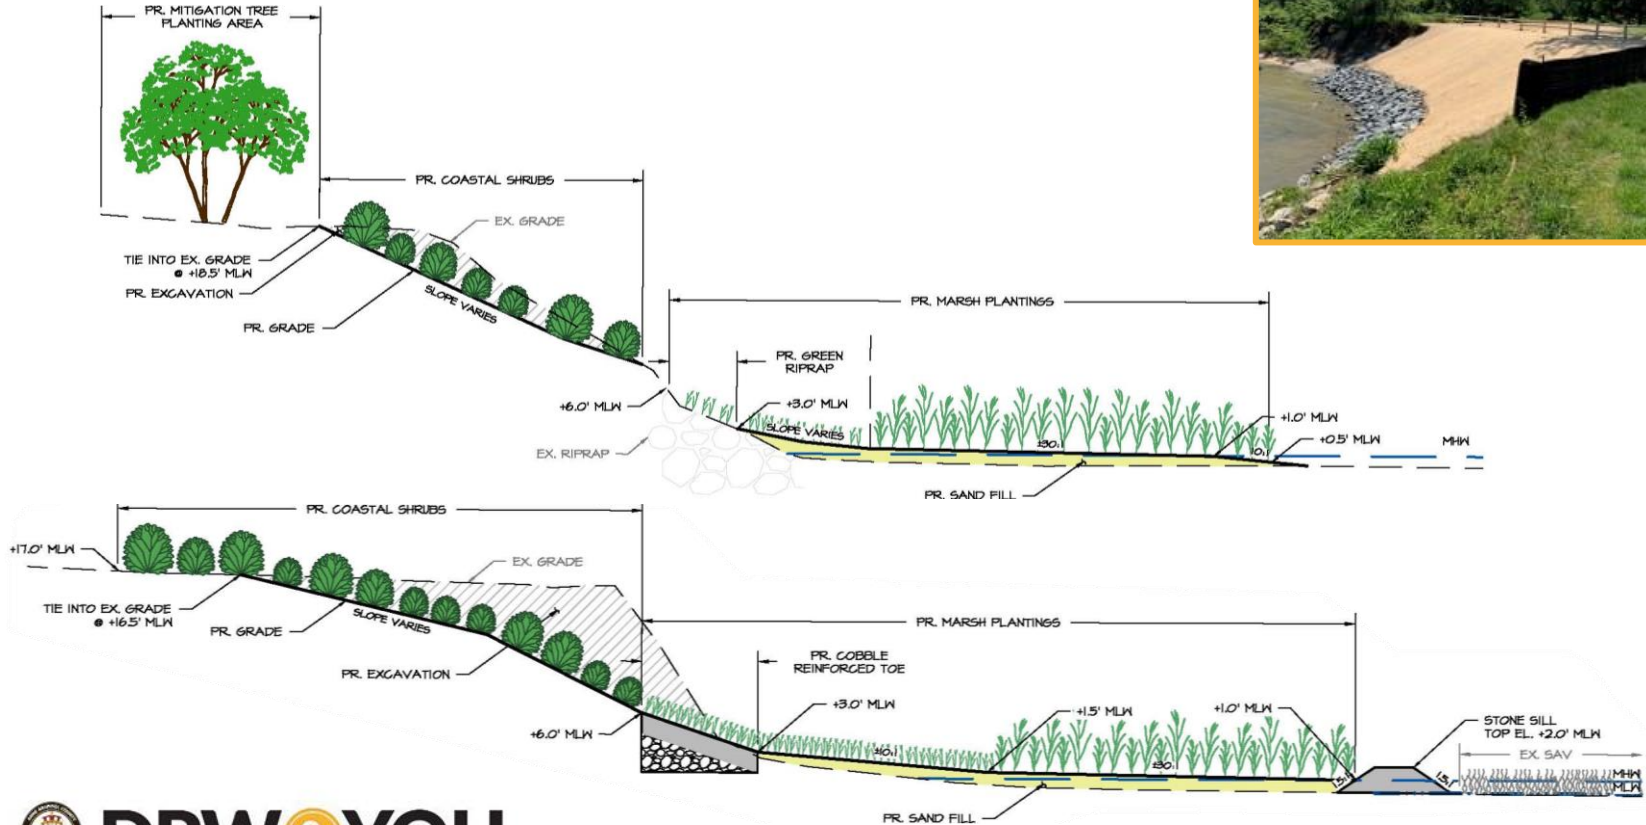 PR. MITIGATION TREE
PLANTING AREA
PR. COASTAL SHRUBS
EX. GRADE
TIE INTO EX. GRADE
@ +18.5' MLW
PR. EXCAVATION
PR. GRADE
SLOPE VARIES
PR. MARSH PLANTINGS
PR. GREEN
RIPRAP
+6.0' MLW
+3.0' MLW
SLOPE VARIES
±30:1
+1.0' MLW
+0.5' MLW
MHW
EX. RIPRAP
PR. SAND FILL
PR. COASTAL SHRUBS
+17.0' MLW
EX. GRADE
TIE INTO EX. GRADE
@ +16.5' MLW
PR. GRADE
SLOPE VARIES
PR. EXCAVATION
PR. MARSH PLANTINGS
PR. COBBLE
REINFORCED TOE
+6.0' MLW
+3.0' MLW
±10:1
+1.5' MLW
±30:1
+1.0' MLW
STONE SILL
TOP EL. +2.0' MLW
EX. SAV
MHW
MLW
PR. SAND FILL